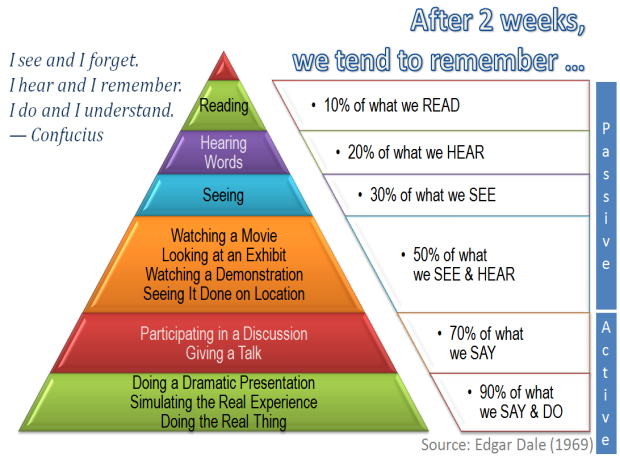 After 2 weeks,
we tend to remember ...
I see and I forget.
I hear and I remember.
I do and I understand.
— Confucius
Reading
• 10% of what we READ
Hearing
Words
• 20% of what we HEAR
Seeing
• 30% of what we SEE
Watching a Movie
Looking at an Exhibit
Watching a Demonstration
Seeing It Done on Location
• 50% of what
we SEE & HEAR
Participating in a Discussion
Giving a Talk
• 70% of what
we SAY
Doing a Dramatic Presentation
Simulating the Real Experience
Doing the Real Thing
• 90% of what
we SAY & DO
Passive
Active
Source: Edgar Dale (1969)